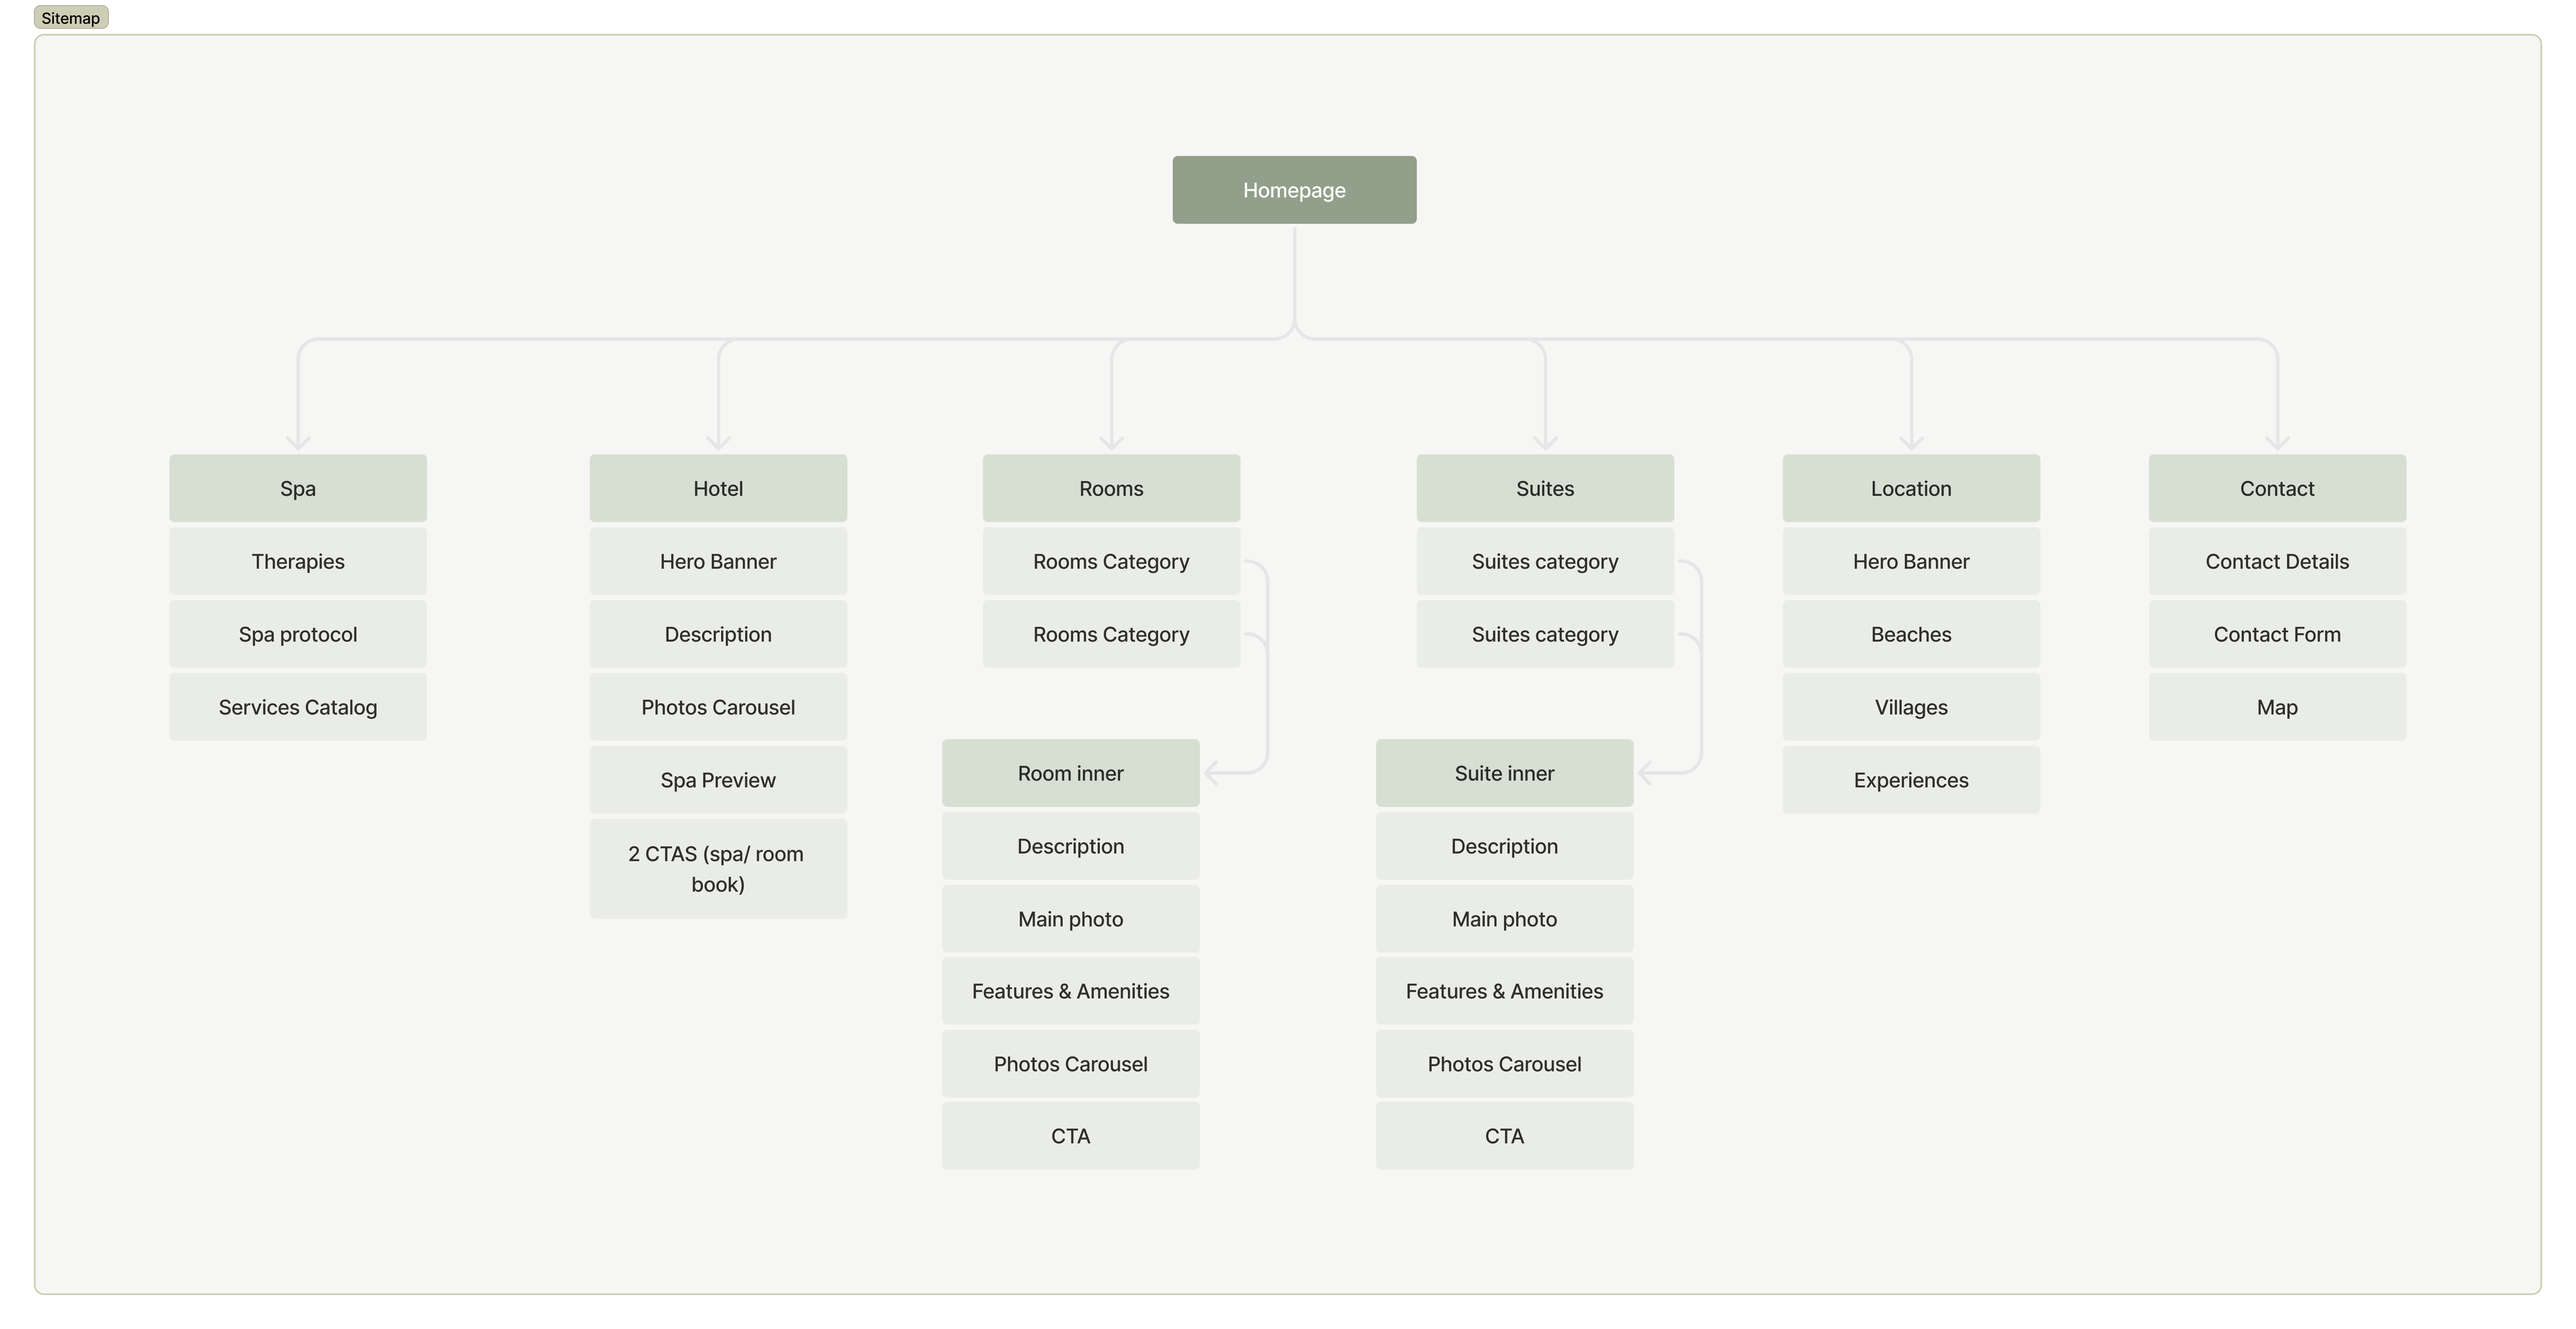 Sitemap
Homepage
Spa
Therapies
Spa protocol
Services Catalog
Hotel
Hero Banner
Description
Photos Carousel
Spa Preview
2 CTAS (spa/ room
book)
Rooms
Rooms Category
Rooms Category
Room inner
Description
Main photo
Features & Amenities
Photos Carousel
CTA
Suites
Suites category
Suites category
Suite inner
Description
Main photo
Features & Amenities
Photos Carousel
CTA
Location
Hero Banner
Beaches
Villages
Experiences
Contact
Contact Details
Contact Form
Map